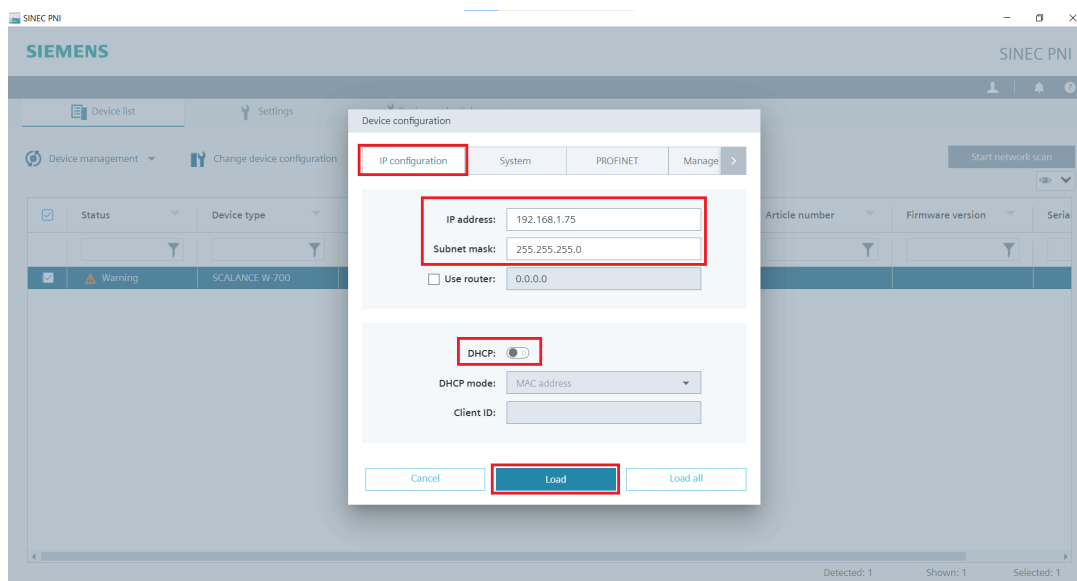 SINEC PNI
SIEMENS
SINEC PNI
Device list
Settings
Device configuration
Device management
Change device configuration
IP configuration
System
PROFINET
Manage
Start network scan
Status
Device type
Article number
Firmware version
Seria
IP address: 192.168.1.75
Subnet mask: 255.255.255.0
Warning
SCALANCE W-700
Use router: 0.0.0.0
DHCP:
DHCP mode: MAC address
Client ID:
Cancel
Load
Load all
Detected: 1
Shown: 1
Selected: 1